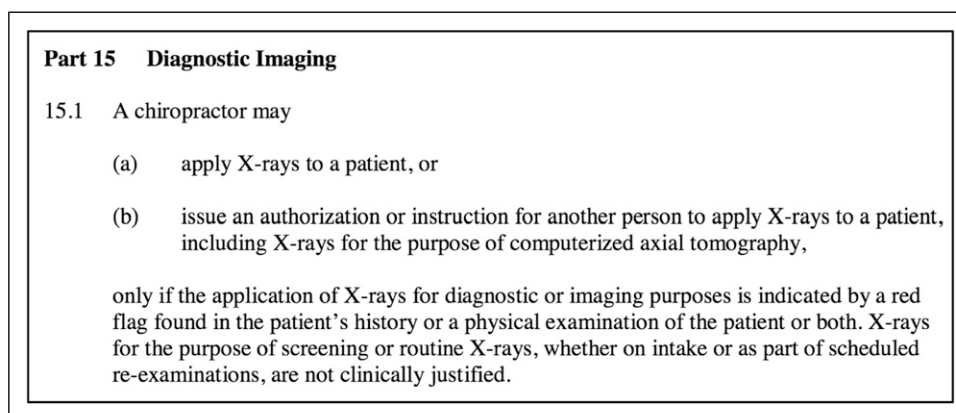 Part 15 Diagnostic Imaging
15.1 A chiropractor may
(a) apply X-rays to a patient, or
(b) issue an authorization or instruction for another person to apply X-rays to a patient,
including X-rays for the purpose of computerized axial tomography,
only if the application of X-rays for diagnostic or imaging purposes is indicated by a red
flag found in the patient’s history or a physical examination of the patient or both. X-rays
for the purpose of screening or routine X-rays, whether on intake or as part of scheduled
re-examinations, are not clinically justified.